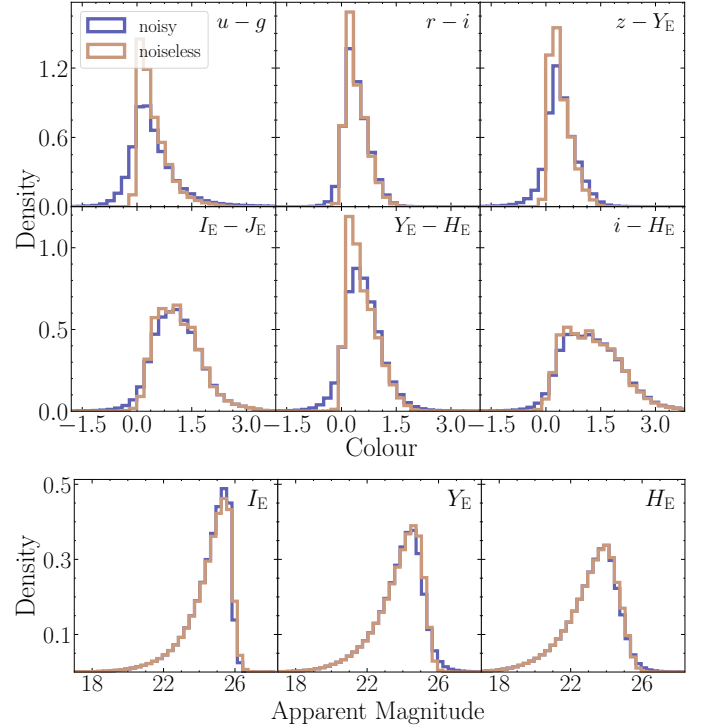 noisy
noiseless
u − g
r − i
z − Y_E
1.2
0.6
0.0
Density
I_E − J_E
Y_E − H_E
i − H_E
1.0
0.5
0.0
−1.5 0.0 1.5 3.0 −1.5 0.0 1.5 3.0 −1.5 0.0 1.5 3.0
Colour
I_E
Y_E
H_E
0.5
0.3
0.1
Density
18 22 26 18 22 26 18 22 26
Apparent Magnitude